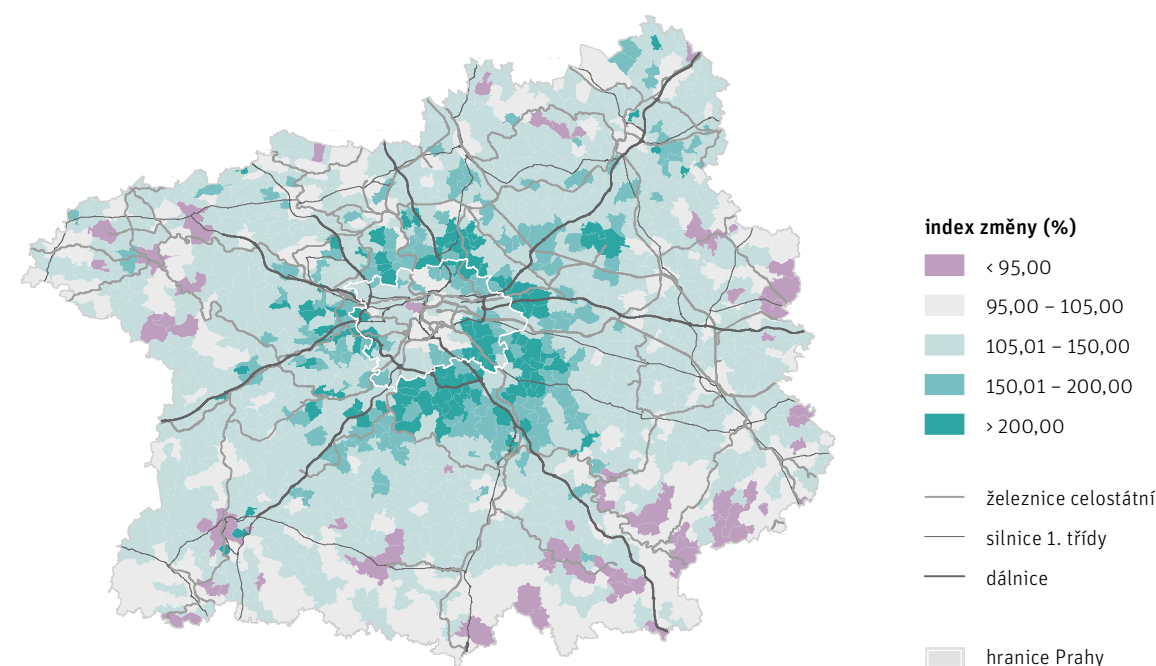 index změny (%)
< 95,00
95,00 – 105,00
105,01 – 150,00
150,01 – 200,00
> 200,00
železnice celostátní
silnice 1. třídy
dálnice
hranice Prahy